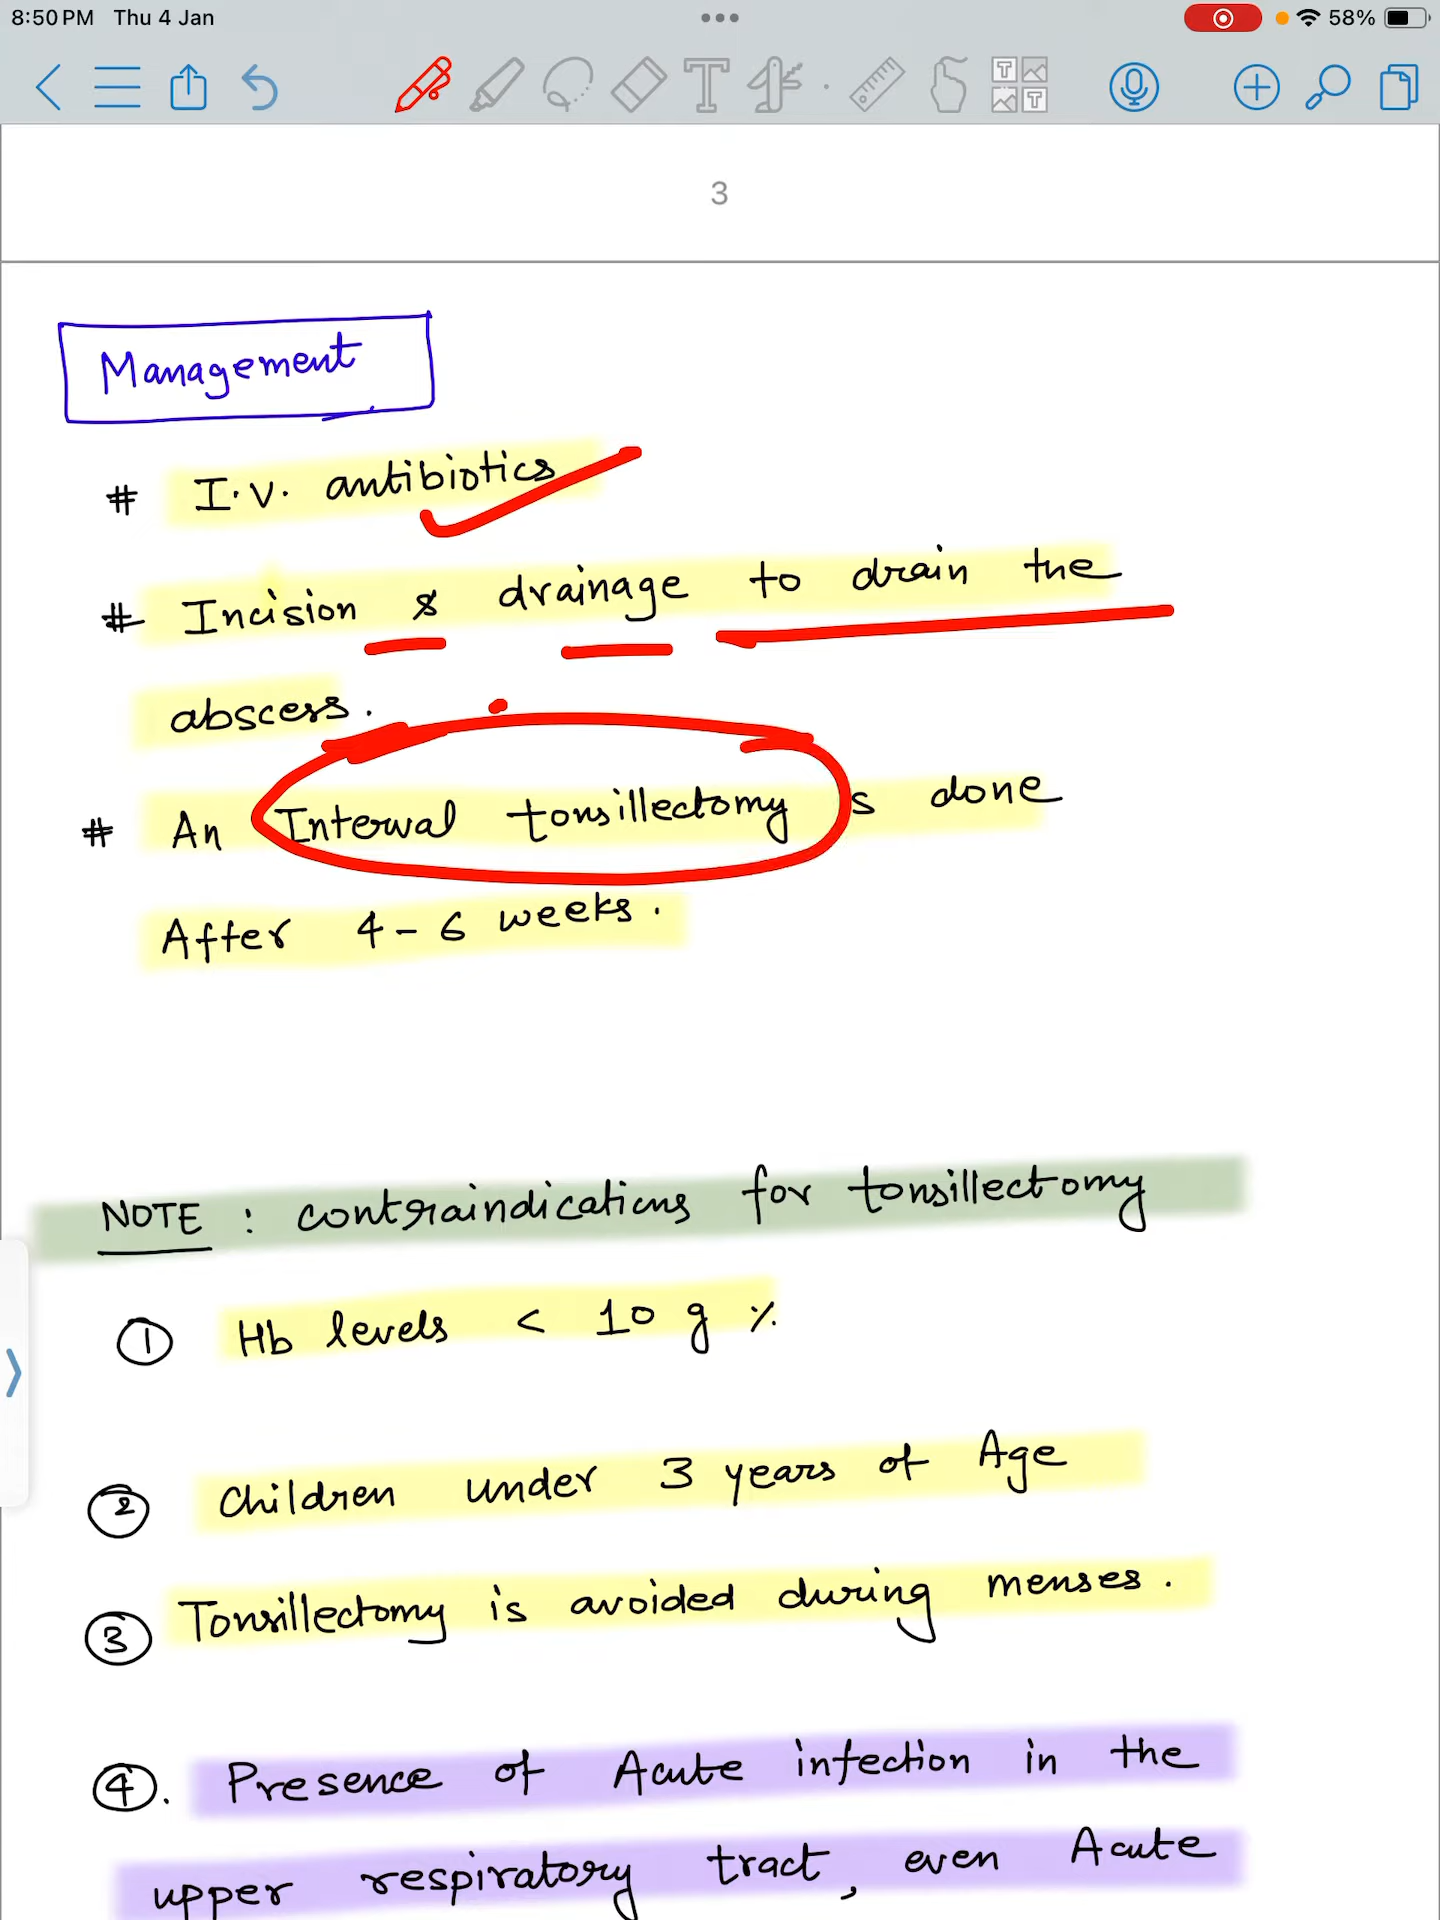 8:50 PM Thu 4 Jan
58%
3
Management
# I.V. antibiotics
# Incision & drainage to drain the
abscess.
# An Interval tonsillectomy is done
After 4-6 weeks.
NOTE : contraindications for tonsillectomy
① Hb levels < 10 g %
② Children under 3 years of Age
③ Tonsillectomy is avoided during menses.
④. Presence of Acute infection in the
upper respiratory tract, even Acute